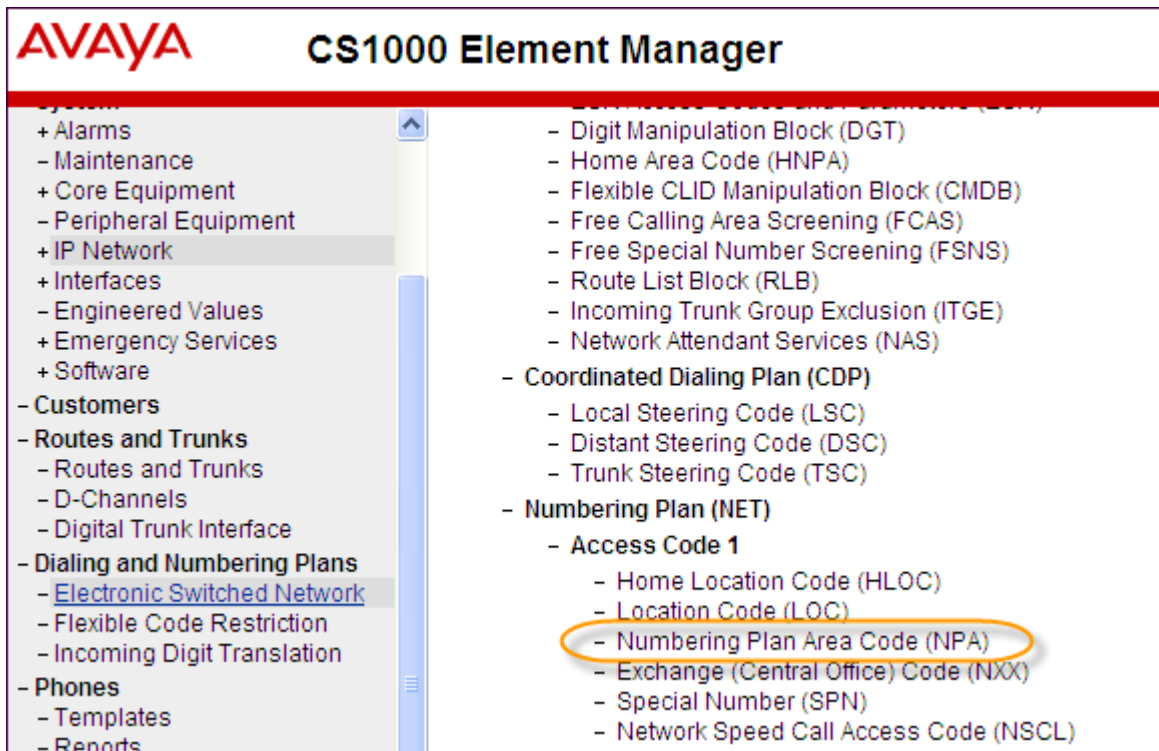 AVAYA
CS1000 Element Manager
+ Alarms
– Maintenance
+ Core Equipment
– Peripheral Equipment
+ IP Network
+ Interfaces
– Engineered Values
+ Emergency Services
+ Software
– Customers
– Routes and Trunks
– Routes and Trunks
– D-Channels
– Digital Trunk Interface
– Dialing and Numbering Plans
– Electronic Switched Network
– Flexible Code Restriction
– Incoming Digit Translation
– Phones
– Templates
– Reports
– Digit Manipulation Block (DGT)
– Home Area Code (HNPA)
– Flexible CLID Manipulation Block (CMDB)
– Free Calling Area Screening (FCAS)
– Free Special Number Screening (FSNS)
– Route List Block (RLB)
– Incoming Trunk Group Exclusion (ITGE)
– Network Attendant Services (NAS)
– Coordinated Dialing Plan (CDP)
– Local Steering Code (LSC)
– Distant Steering Code (DSC)
– Trunk Steering Code (TSC)
– Numbering Plan (NET)
– Access Code 1
– Home Location Code (HLOC)
– Location Code (LOC)
– Numbering Plan Area Code (NPA)
– Exchange (Central Office) Code (NXX)
– Special Number (SPN)
– Network Speed Call Access Code (NSCL)